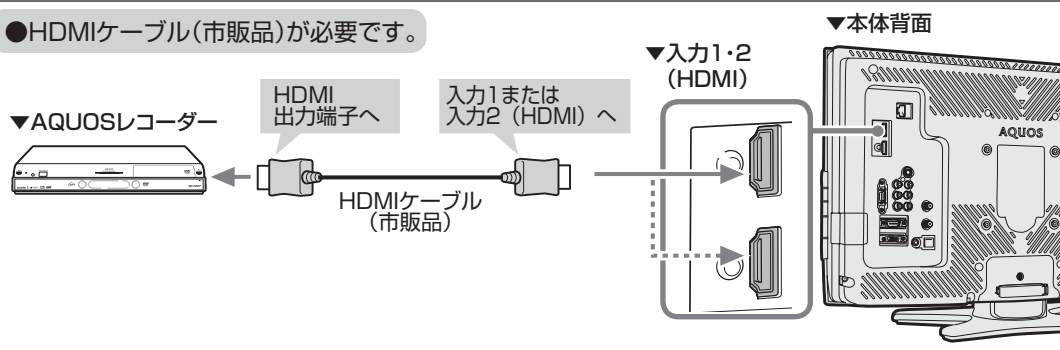 ●HDMIケーブル（市販品）が必要です。
▼本体背面
▼入力1・2
（HDMI）
HDMI
出力端子へ
入力1または
入力2（HDMI）へ
▼AQUOSレコーダー
HDMIケーブル
（市販品）
AQUOS